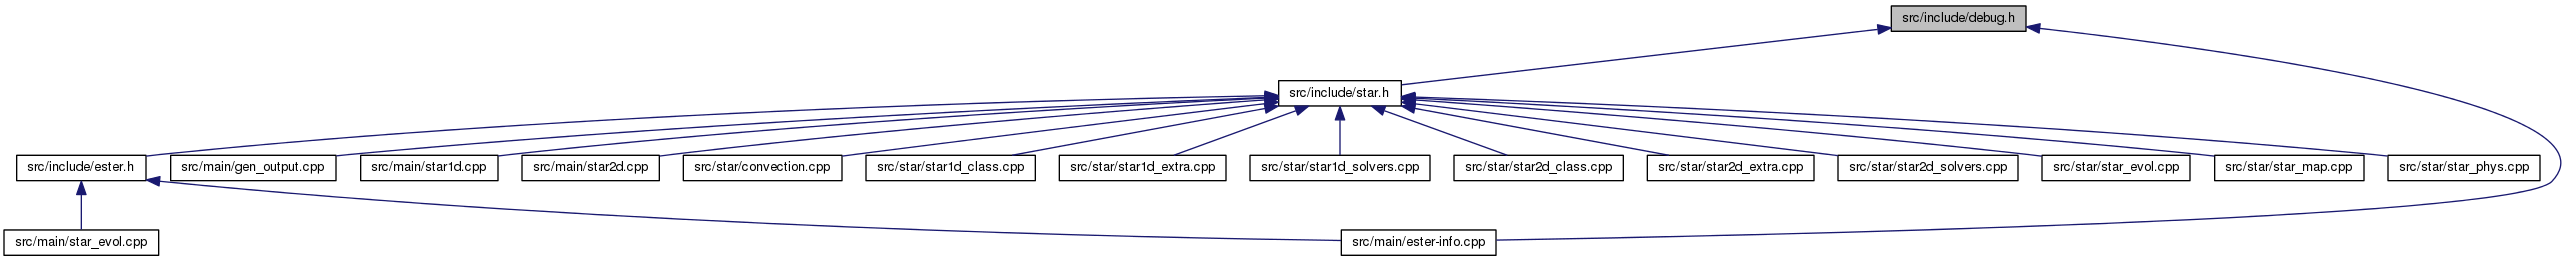 src/include/debug.h
src/include/star.h
src/include/ester.h
src/main/gen_output.cpp
src/main/star1d.cpp
src/main/star2d.cpp
src/star/convection.cpp
src/star/star1d_class.cpp
src/star/star1d_extra.cpp
src/star/star1d_solvers.cpp
src/star/star2d_class.cpp
src/star/star2d_extra.cpp
src/star/star2d_solvers.cpp
src/star/star_evol.cpp
src/star/star_map.cpp
src/star/star_phys.cpp
src/main/star_evol.cpp
src/main/ester-info.cpp